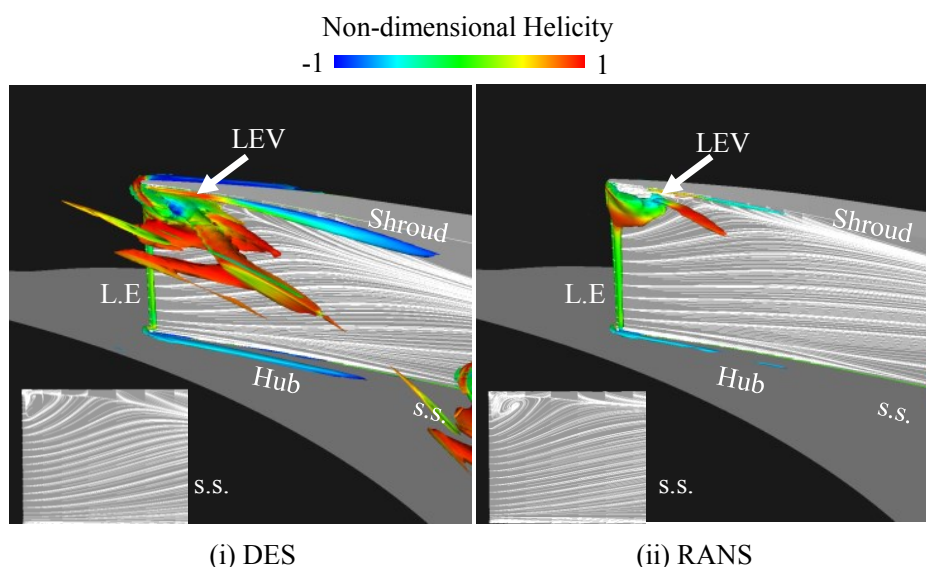 Non-dimensional Helicity
-1 1
LEV
Shroud
L.E
Hub
s.s.
s.s.
(i) DES
LEV
Shroud
L.E
Hub
s.s.
s.s.
(ii) RANS